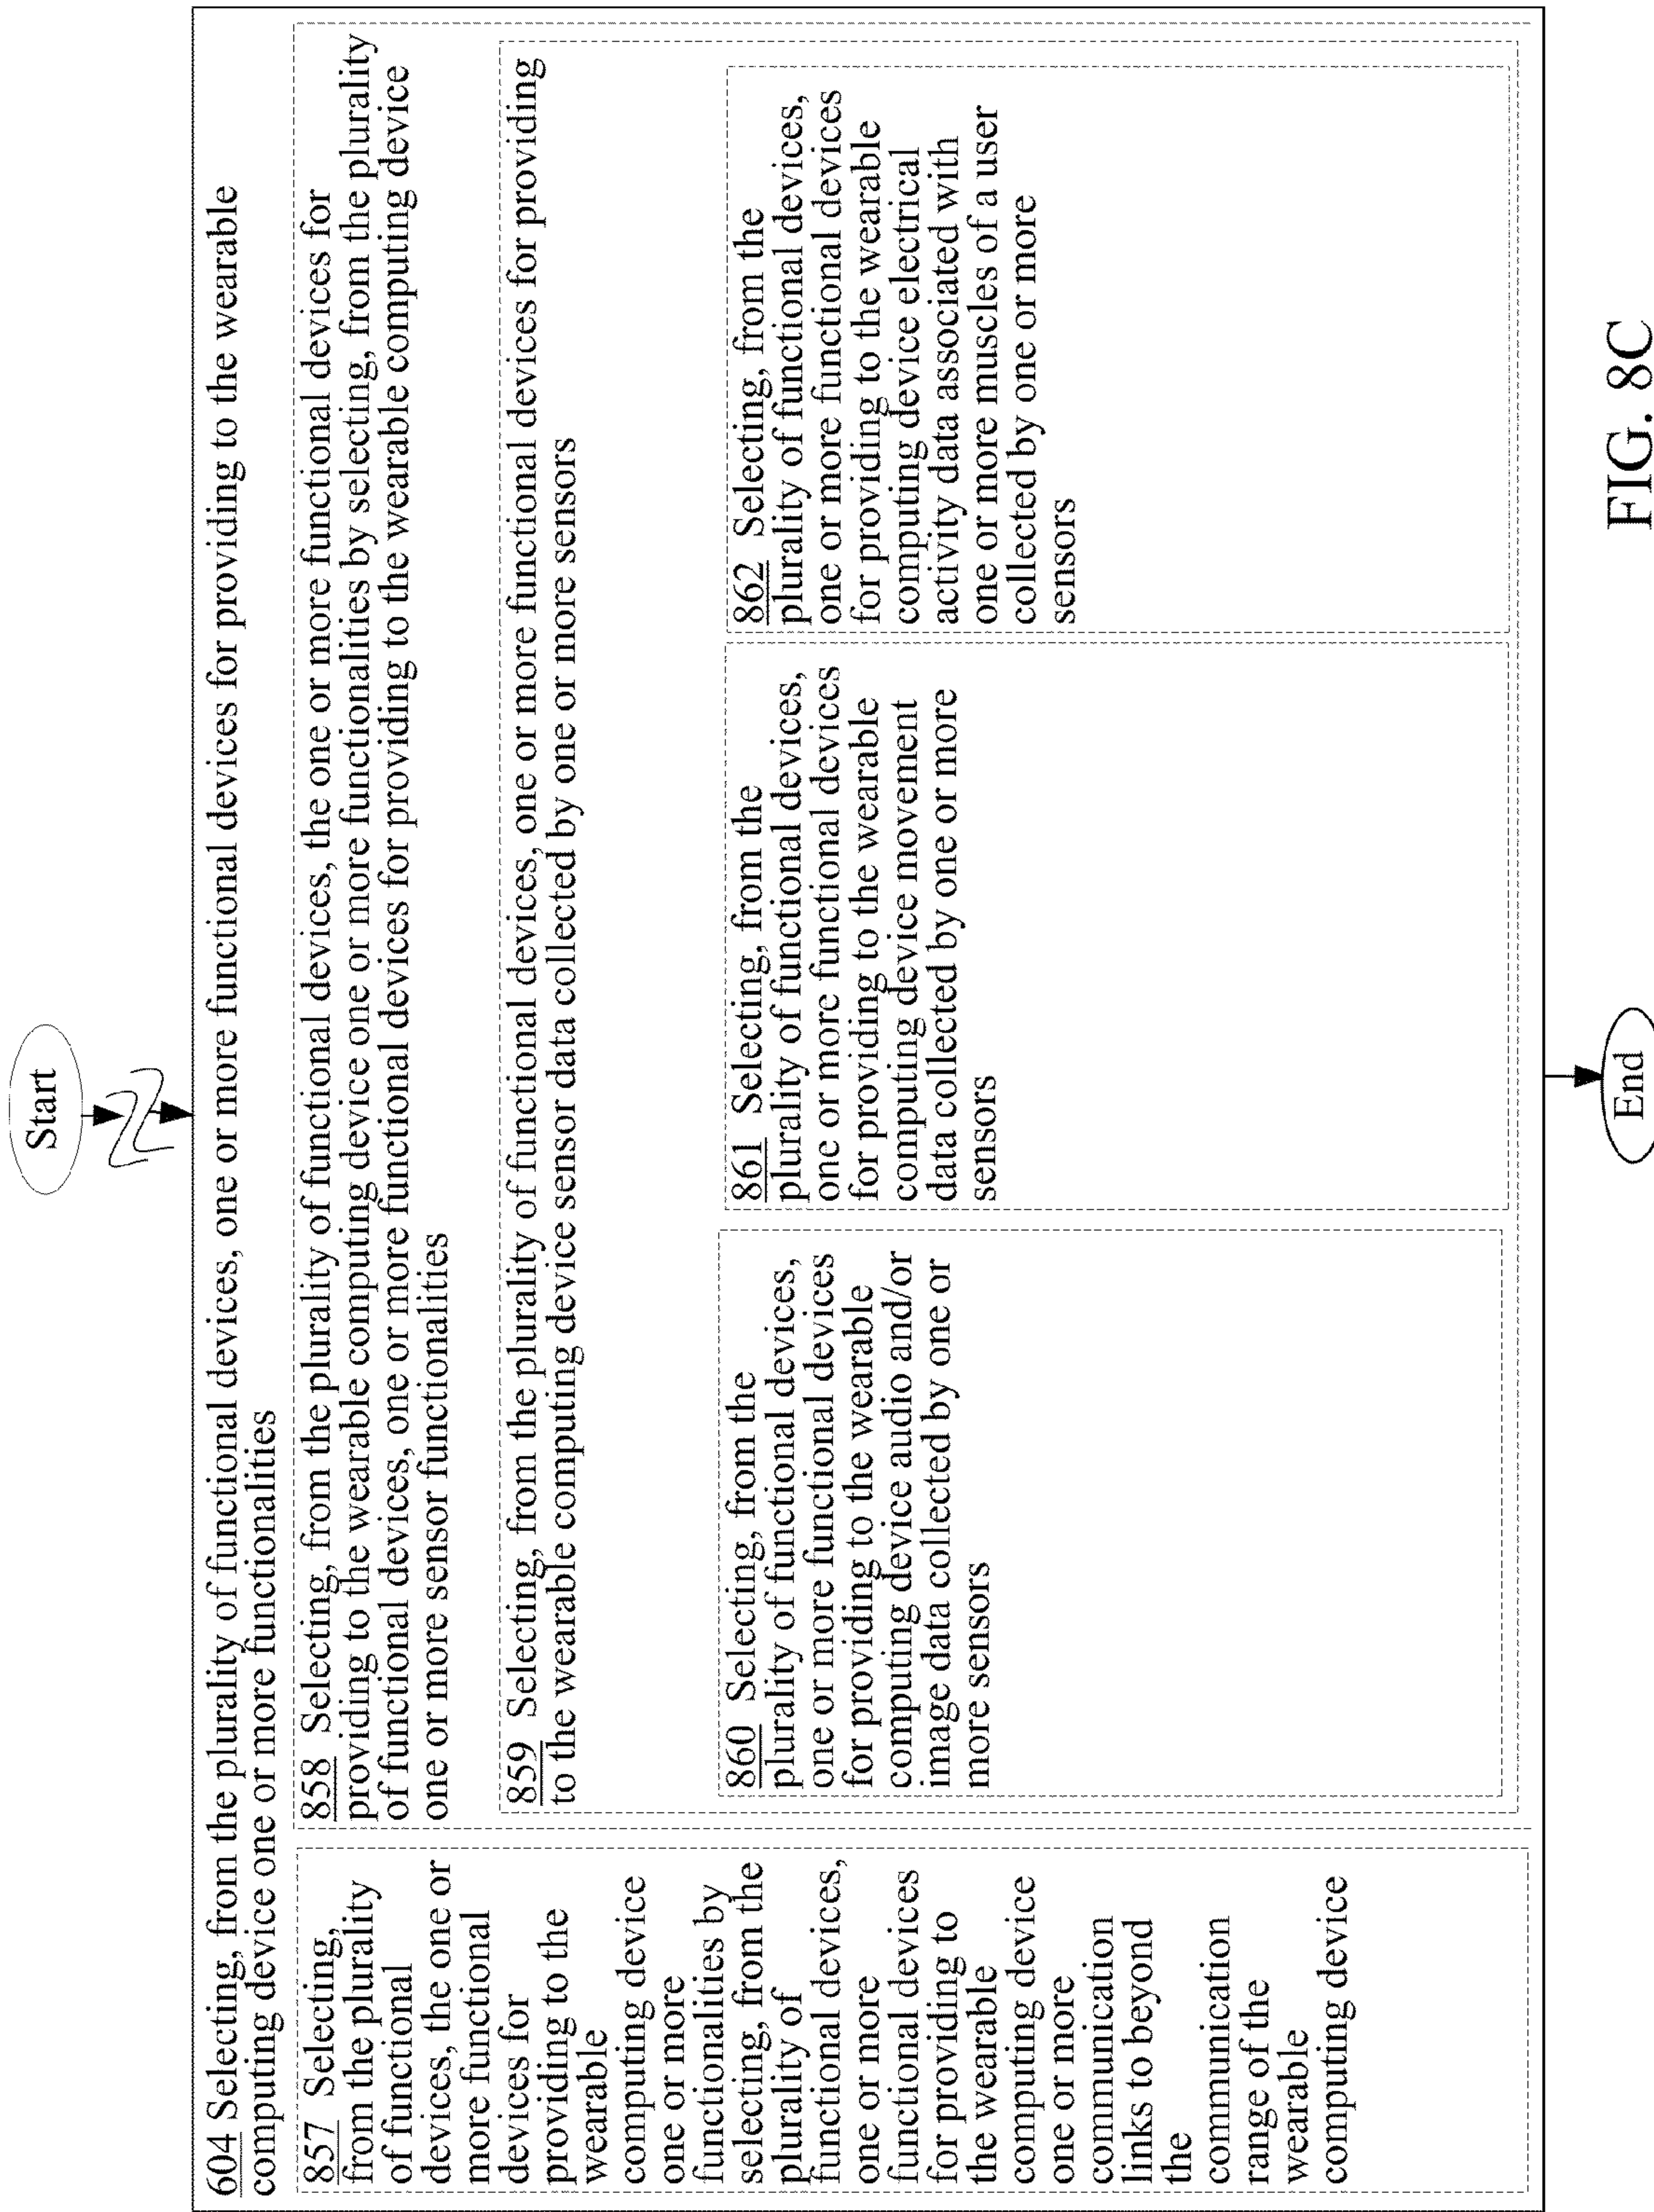 Start
604 Selecting, from the plurality of functional devices, one or more functional devices for providing to the wearable
computing device one or more functionalities
857 Selecting,
from the plurality
of functional
devices, the one or
more functional
devices for
providing to the
wearable
computing device
one or more
functionalities by
selecting, from the
plurality of
functional devices,
one or more
functional devices
for providing to
the wearable
computing device
one or more
communication
links to beyond
the
communication
range of the
wearable
computing device
858 Selecting, from the plurality of functional devices, the one or more functional devices for
providing to the wearable computing device one or more functionalities by selecting, from the plurality
of functional devices, one or more functional devices for providing to the wearable computing device
one or more sensor functionalities
859 Selecting, from the plurality of functional devices, one or more functional devices for providing
to the wearable computing device sensor data collected by one or more sensors
860 Selecting, from the
plurality of functional devices,
one or more functional devices
for providing to the wearable
computing device audio and/or
image data collected by one or
more sensors
861 Selecting, from the
plurality of functional devices,
one or more functional devices
for providing to the wearable
computing device movement
data collected by one or more
sensors
862 Selecting, from the
plurality of functional devices,
one or more functional devices
for providing to the wearable
computing device electrical
activity data associated with
one or more muscles of a user
collected by one or more
sensors
End
FIG. 8C